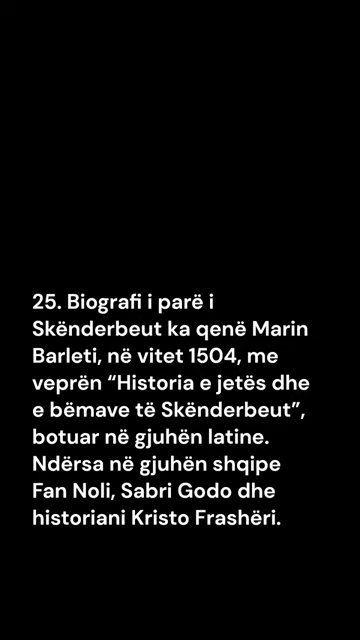 25. Biografi i parë i
Skënderbeut ka qenë Marin
Barleti, në vitet 1504, me
veprën “Historia e jetës dhe
e bëmave të Skënderbeut”,
botuar në gjuhën latine.
Ndërsa në gjuhën shqipe
Fan Noli, Sabri Godo dhe
historiani Kristo Frashëri.